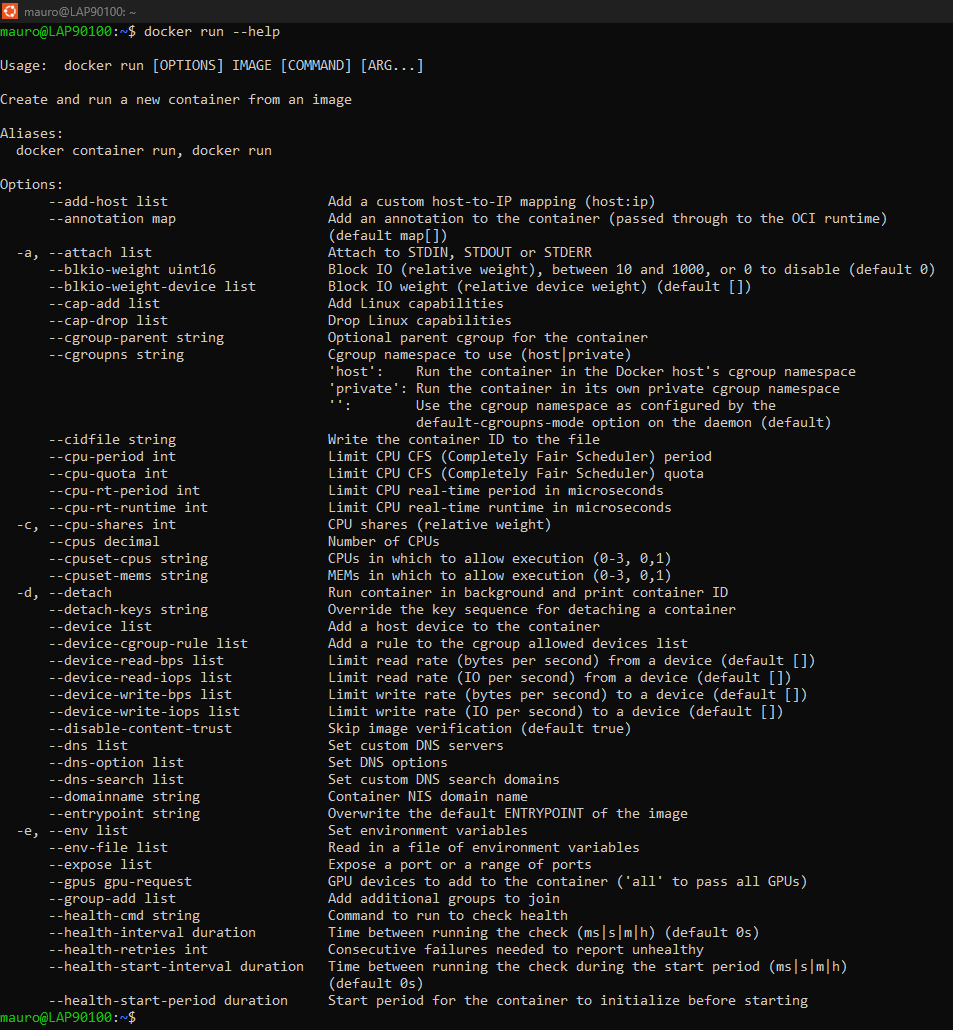 mauro@LAP90100: ~
mauro@LAP90100:~$ docker run --help

Usage:  docker run [OPTIONS] IMAGE [COMMAND] [ARG...]

Create and run a new container from an image

Aliases:
  docker container run, docker run

Options:
      --add-host list                    Add a custom host-to-IP mapping (host:ip)
      --annotation map                   Add an annotation to the container (passed through to the OCI runtime)
                                         (default map[])
  -a, --attach list                      Attach to STDIN, STDOUT or STDERR
      --blkio-weight uint16              Block IO (relative weight), between 10 and 1000, or 0 to disable (default 0)
      --blkio-weight-device list         Block IO weight (relative device weight) (default [])
      --cap-add list                     Add Linux capabilities
      --cap-drop list                    Drop Linux capabilities
      --cgroup-parent string             Optional parent cgroup for the container
      --cgroupns string                  Cgroup namespace to use (host|private)
                                         'host':    Run the container in the Docker host's cgroup namespace
                                         'private': Run the container in its own private cgroup namespace
                                         '':        Use the cgroup namespace as configured by the
                                                    default-cgroupns-mode option on the daemon (default)
      --cidfile string                   Write the container ID to the file
      --cpu-period int                   Limit CPU CFS (Completely Fair Scheduler) period
      --cpu-quota int                    Limit CPU CFS (Completely Fair Scheduler) quota
      --cpu-rt-period int                Limit CPU real-time period in microseconds
      --cpu-rt-runtime int               Limit CPU real-time runtime in microseconds
  -c, --cpu-shares int                   CPU shares (relative weight)
      --cpus decimal                     Number of CPUs
      --cpuset-cpus string               CPUs in which to allow execution (0-3, 0,1)
      --cpuset-mems string               MEMs in which to allow execution (0-3, 0,1)
  -d, --detach                           Run container in background and print container ID
      --detach-keys string               Override the key sequence for detaching a container
      --device list                      Add a host device to the container
      --device-cgroup-rule list          Add a rule to the cgroup allowed devices list
      --device-read-bps list             Limit read rate (bytes per second) from a device (default [])
      --device-read-iops list            Limit read rate (IO per second) from a device (default [])
      --device-write-bps list            Limit write rate (bytes per second) to a device (default [])
      --device-write-iops list           Limit write rate (IO per second) to a device (default [])
      --disable-content-trust            Skip image verification (default true)
      --dns list                         Set custom DNS servers
      --dns-option list                  Set DNS options
      --dns-search list                  Set custom DNS search domains
      --domainname string                Container NIS domain name
      --entrypoint string                Overwrite the default ENTRYPOINT of the image
  -e, --env list                         Set environment variables
      --env-file list                    Read in a file of environment variables
      --expose list                      Expose a port or a range of ports
      --gpus gpu-request                 GPU devices to add to the container ('all' to pass all GPUs)
      --group-add list                   Add additional groups to join
      --health-cmd string                Command to run to check health
      --health-interval duration         Time between running the check (ms|s|m|h) (default 0s)
      --health-retries int               Consecutive failures needed to report unhealthy
      --health-start-interval duration   Time between running the check during the start period (ms|s|m|h)
                                         (default 0s)
      --health-start-period duration     Start period for the container to initialize before starting
mauro@LAP90100:~$